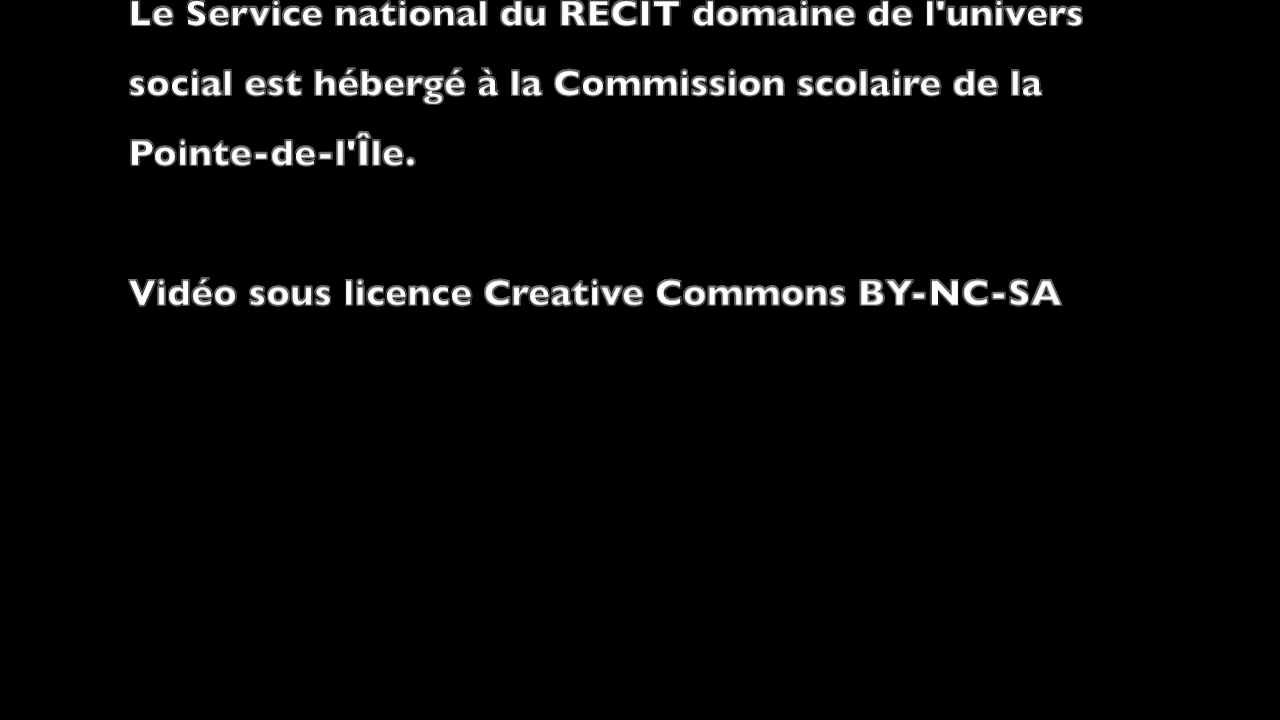 Le Service national du RÉCIT domaine de l'univers
social est hébergé à la Commission scolaire de la
Pointe-de-l'Île.
Vidéo sous licence Creative Commons BY-NC-SA